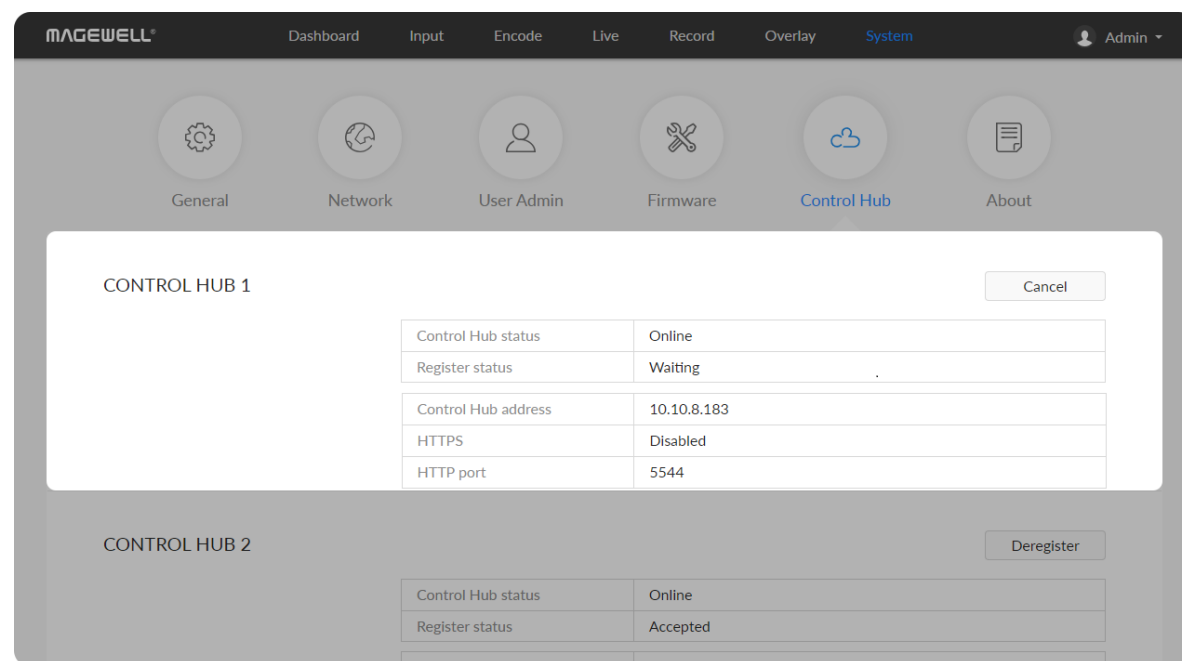 MAGEWELL® Dashboard Input Encode Live Record Overlay System Admin
General Network User Admin Firmware Control Hub About
CONTROL HUB 1 Cancel
Control Hub status Online
Register status Waiting .
Control Hub address 10.10.8.183
HTTPS Disabled
HTTP port 5544
CONTROL HUB 2 Deregister
Control Hub status Online
Register status Accepted